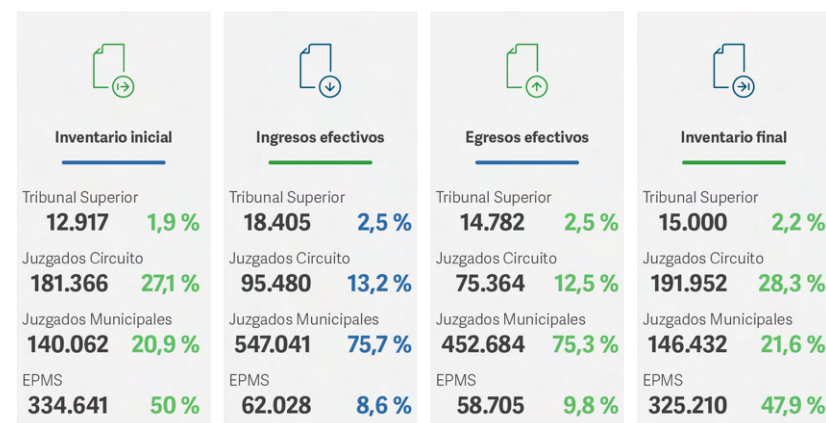 Inventario inicial
Tribunal Superior
12.917 1,9 %
Juzgados Circuito
181.366 27,1 %
Juzgados Municipales
140.062 20,9 %
EPMS
334.641 50 %
Ingresos efectivos
Tribunal Superior
18.405 2,5 %
Juzgados Circuito
95.480 13,2 %
Juzgados Municipales
547.041 75,7 %
EPMS
62.028 8,6 %
Egresos efectivos
Tribunal Superior
14.782 2,5 %
Juzgados Circuito
75.364 12,5 %
Juzgados Municipales
452.684 75,3 %
EPMS
58.705 9,8 %
Inventario final
Tribunal Superior
15.000 2,2 %
Juzgados Circuito
191.952 28,3 %
Juzgados Municipales
146.432 21,6 %
EPMS
325.210 47,9 %